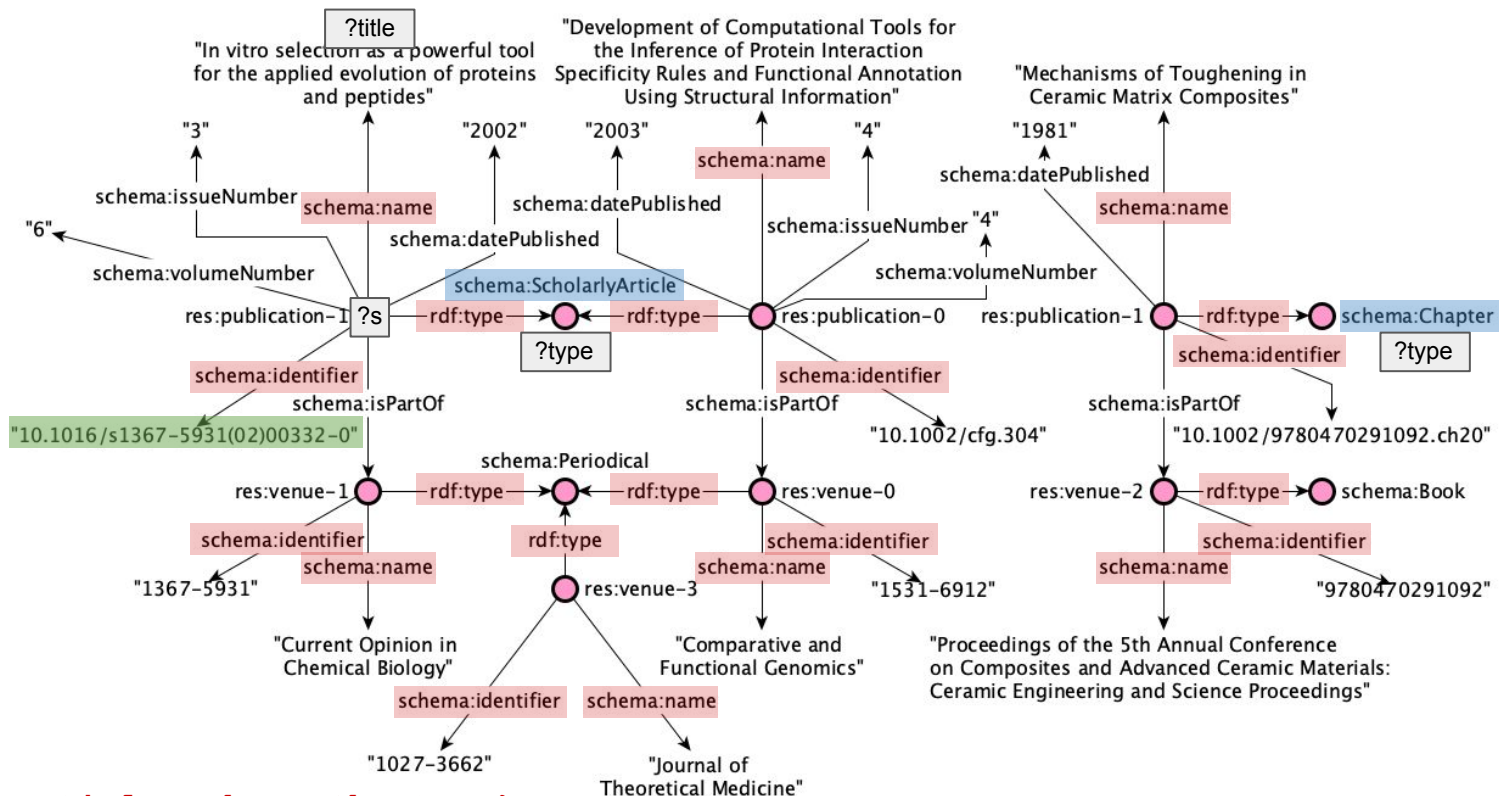 ?title
"In vitro selection as a powerful tool
for the applied evolution of proteins
and peptides"
"Development of Computational Tools for
the Inference of Protein Interaction
Specificity Rules and Functional Annotation
Using Structural Information"
"Mechanisms of Toughening in
Ceramic Matrix Composites"
"3"
"2002"
"2003"
"4"
"1981"
schema:name
schema:datePublished
schema:issueNumber
schema:name
schema:datePublished
schema:name
"6"
schema:issueNumber
"4"
schema:datePublished
schema:volumeNumber
schema:volumeNumber
schema:ScholarlyArticle
res:publication-1
?s
rdf:type
rdf:type
res:publication-0
res:publication-1
rdf:type
schema:Chapter
?type
?type
schema:identifier
schema:identifier
schema:identifier
schema:isPartOf
schema:isPartOf
schema:isPartOf
"10.1016/s1367-5931(02)00332-0"
"10.1002/cfg.304"
"10.1002/9780470291092.ch20"
schema:Periodical
res:venue-1
rdf:type
rdf:type
res:venue-0
res:venue-2
rdf:type
schema:Book
schema:identifier
rdf:type
schema:identifier
schema:identifier
schema:name
schema:name
schema:name
"1367-5931"
res:venue-3
"1531-6912"
"9780470291092"
"Current Opinion in
Chemical Biology"
"Comparative and
Functional Genomics"
"Proceedings of the 5th Annual Conference
on Composites and Advanced Ceramic Materials:
Ceramic Engineering and Science Proceedings"
schema:identifier
schema:name
"1027-3662"
"Journal of
Theoretical Medicine"